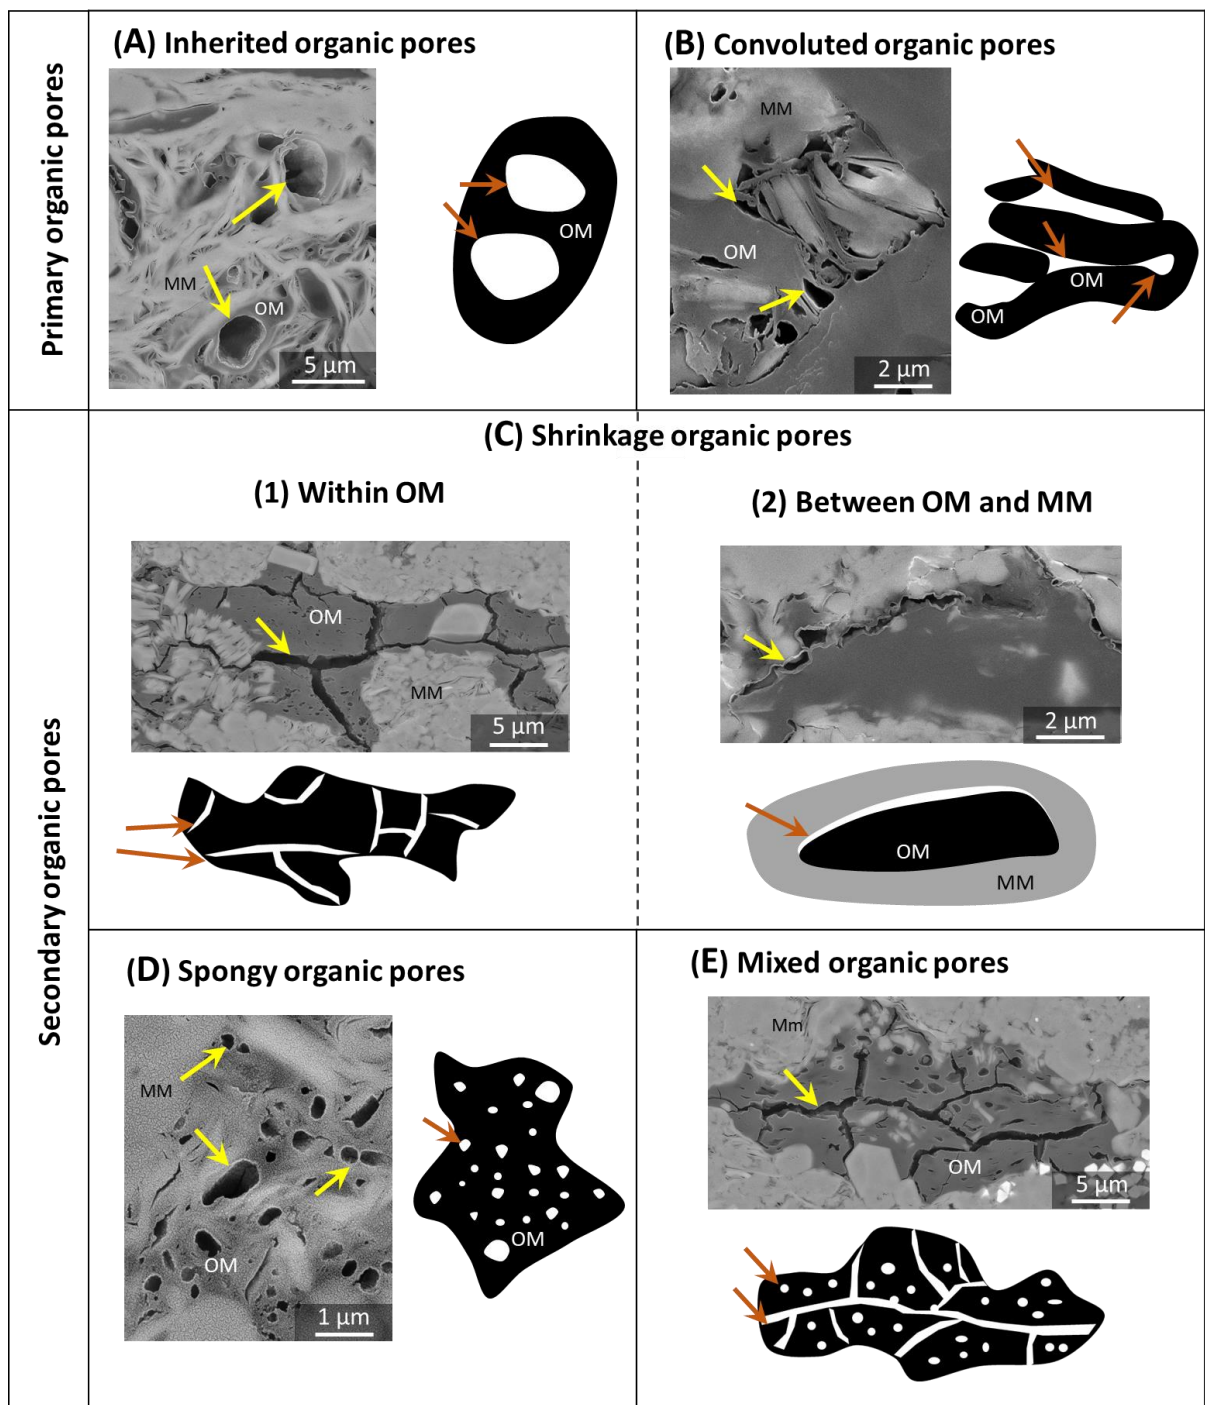 Primary organic pores
(A) Inherited organic pores
MM
OM
5 µm
OM
(B) Convoluted organic pores
MM
OM
2 µm
OM
OM
Secondary organic pores
(C) Shrinkage organic pores
(1) Within OM
OM
MM
5 µm
(2) Between OM and MM
2 µm
OM
MM
(D) Spongy organic pores
MM
OM
1 µm
OM
(E) Mixed organic pores
Mm
OM
5 µm